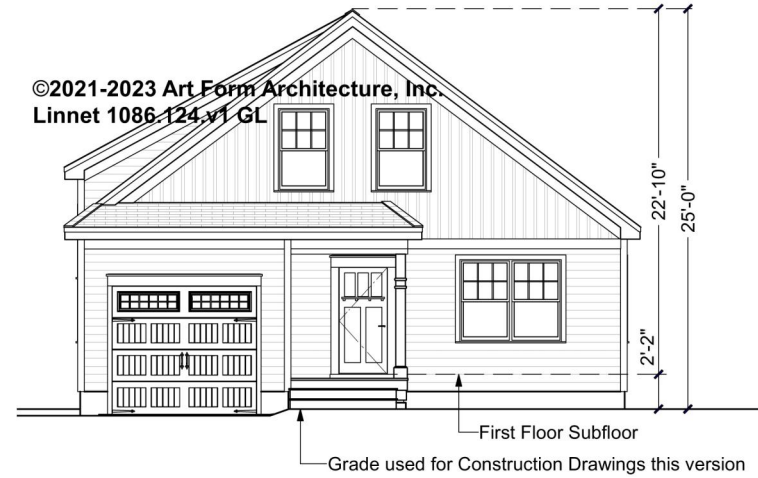 ©2021-2023 Art Form Architecture, Inc.
Linnet 1086.124.v1 GL
22'-10"
25'-0"
2'-2"
First Floor Subfloor
Grade used for Construction Drawings this version